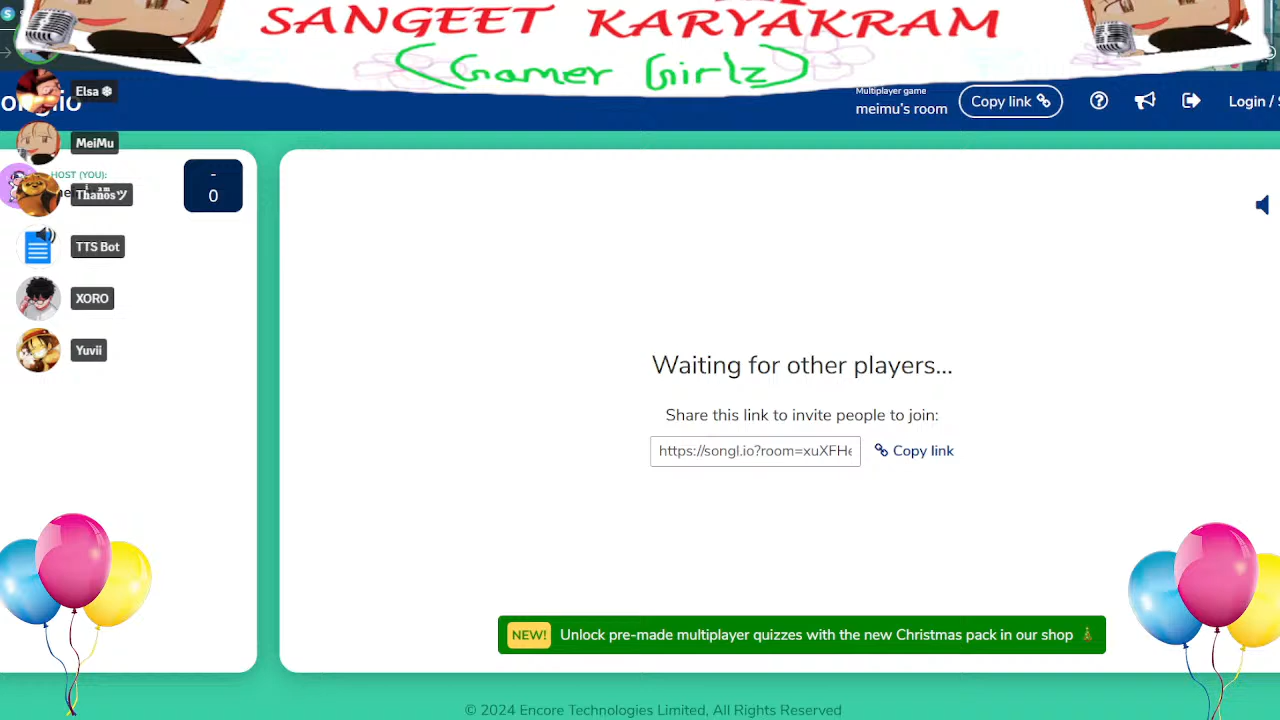 SANGEET KARYAKRAM
(Gamer Girlz)
Elsa ❄
Multiplayer game
meimu's room
Copy link
Login /
MeiMu
HOST (YOU):
i am
Thanosツ
-
0
TTS Bot
XORO
Yuvii
Waiting for other players...
Share this link to invite people to join:
https://songl.io?room=xuXFH
Copy link
NEW! Unlock pre-made multiplayer quizzes with the new Christmas pack in our shop 🎄
© 2024 Encore Technologies Limited, All Rights Reserved